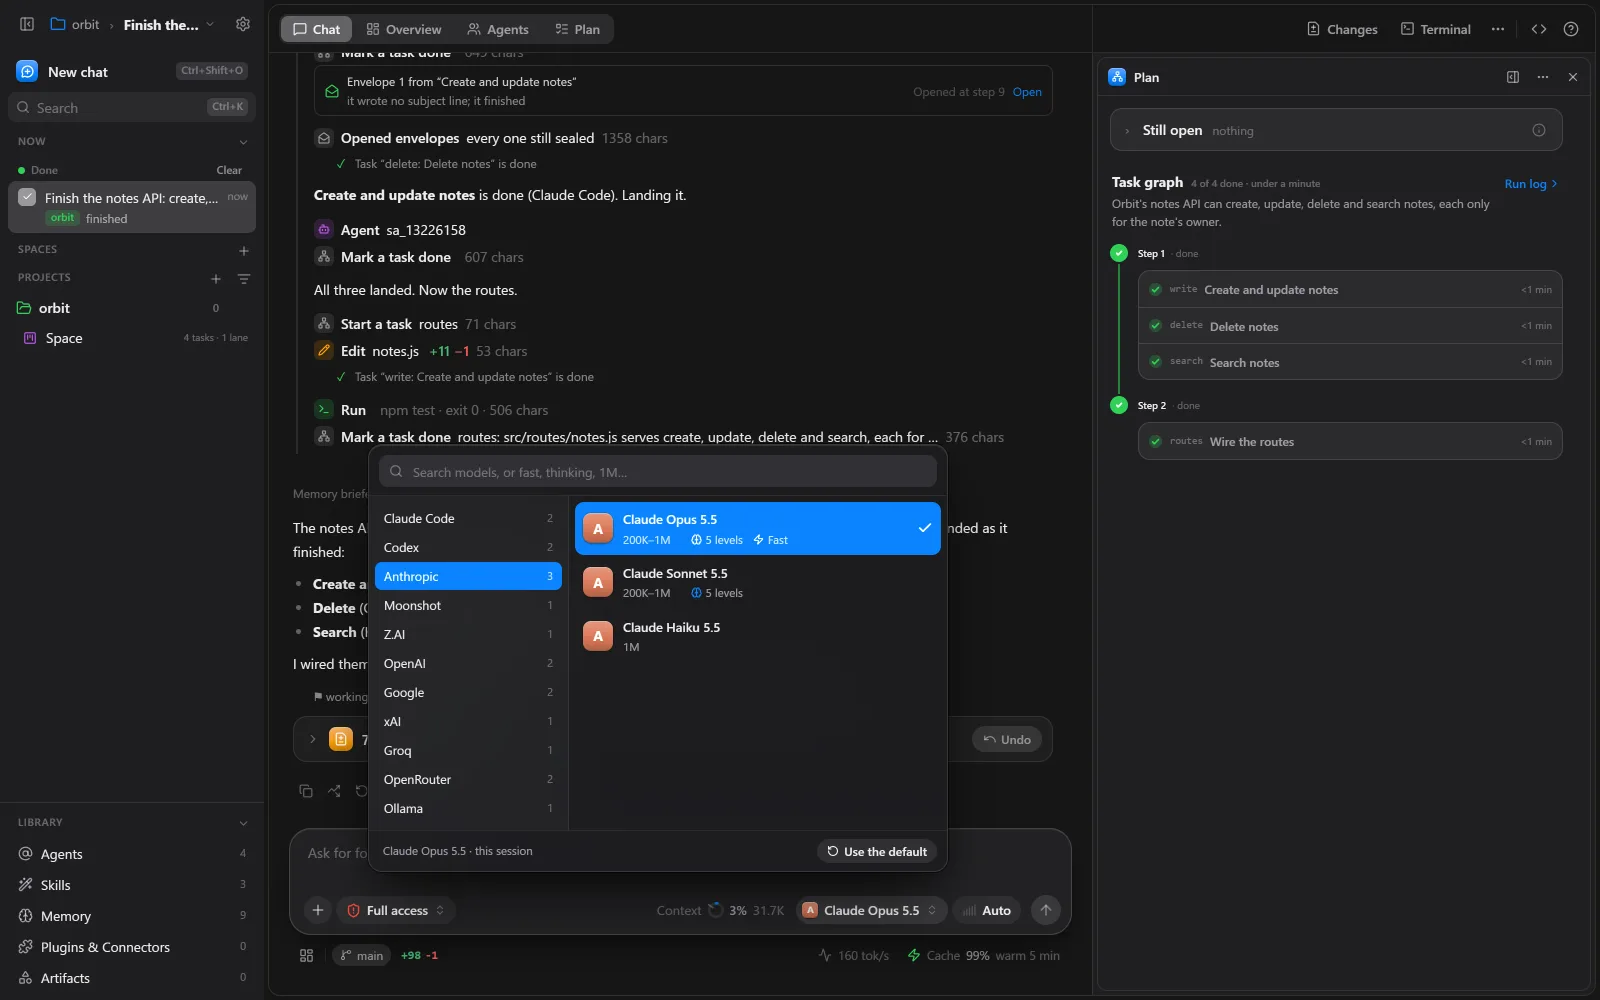 orbit
Finish the...
New chat
Ctrl+Shift+O
Search
Ctrl+K
NOW
Done
Clear
Finish the notes API: create,...
now
orbit
finished
SPACES
PROJECTS
orbit
0
Space
4 tasks · 1 lane
LIBRARY
Agents
4
Skills
3
Memory
9
Plugins & Connectors
0
Artifacts
0
Chat
Overview
Agents
Plan
Mark a task done 649 chars
Envelope 1 from “Create and update notes”
it wrote no subject line; it finished
Opened at step 9
Open
Opened envelopes every one still sealed 1358 chars
✓ Task “delete: Delete notes” is done
Create and update notes is done (Claude Code). Landing it.
Agent sa_13226158
Mark a task done 607 chars
All three landed. Now the routes.
Start a task routes 71 chars
Edit notes.js +11 −1 53 chars
✓ Task “write: Create and update notes” is done
Run npm test · exit 0 · 506 chars
Mark a task done routes: src/routes/notes.js serves create, update, delete and search, each for ... 376 chars
Memory
The notes
nded as it
finished:
Create
Delete
Search
I wired them
working
Undo
Search models, or fast, thinking, 1M...
Claude Code 2
Codex 2
Anthropic 3
Moonshot 1
Z.AI 1
OpenAI 2
Google 2
xAI 1
Groq 1
OpenRouter 2
Ollama 1
Claude Opus 5.5
200K–1M 5 levels Fast
Claude Sonnet 5.5
200K–1M 5 levels
Claude Haiku 5.5
1M
Claude Opus 5.5 · this session
Use the default
Ask for fo
Full access
Context 3% 31.7K
Claude Opus 5.5
Auto
main
+98 -1
160 tok/s
Cache 99% warm 5 min
Changes
Terminal
Plan
Still open nothing
Task graph 4 of 4 done · under a minute
Run log
Orbit's notes API can create, update, delete and search notes, each only
for the note's owner.
Step 1 · done
write Create and update notes <1 min
delete Delete notes <1 min
search Search notes <1 min
Step 2 · done
routes Wire the routes <1 min